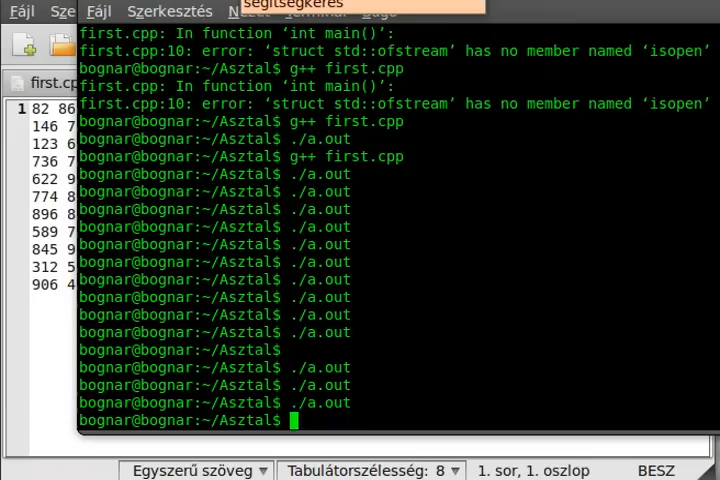 segítségkérés
Fájl Sze
Fájl Szerkesztés Nézet Terminál Súgó
first.cp
1 82 86
146 7
123 6
736 7
622 9
774 8
896 8
589 7
845 9
312 5
906 4
first.cpp: In function ‘int main()’:
first.cpp:10: error: ‘struct std::ofstream’ has no member named ‘isopen’
bognar@bognar:~/Asztal$ g++ first.cpp
first.cpp: In function ‘int main()’:
first.cpp:10: error: ‘struct std::ofstream’ has no member named ‘isopen’
bognar@bognar:~/Asztal$ g++ first.cpp
bognar@bognar:~/Asztal$ ./a.out
bognar@bognar:~/Asztal$ g++ first.cpp
bognar@bognar:~/Asztal$ ./a.out
bognar@bognar:~/Asztal$ ./a.out
bognar@bognar:~/Asztal$ ./a.out
bognar@bognar:~/Asztal$ ./a.out
bognar@bognar:~/Asztal$ ./a.out
bognar@bognar:~/Asztal$ ./a.out
bognar@bognar:~/Asztal$ ./a.out
bognar@bognar:~/Asztal$ ./a.out
bognar@bognar:~/Asztal$ ./a.out
bognar@bognar:~/Asztal$ ./a.out
bognar@bognar:~/Asztal$
bognar@bognar:~/Asztal$ ./a.out
bognar@bognar:~/Asztal$ ./a.out
bognar@bognar:~/Asztal$ ./a.out
bognar@bognar:~/Asztal$
Egyszerű szöveg Tabulátorszélesség: 8 1. sor, 1. oszlop BESZ